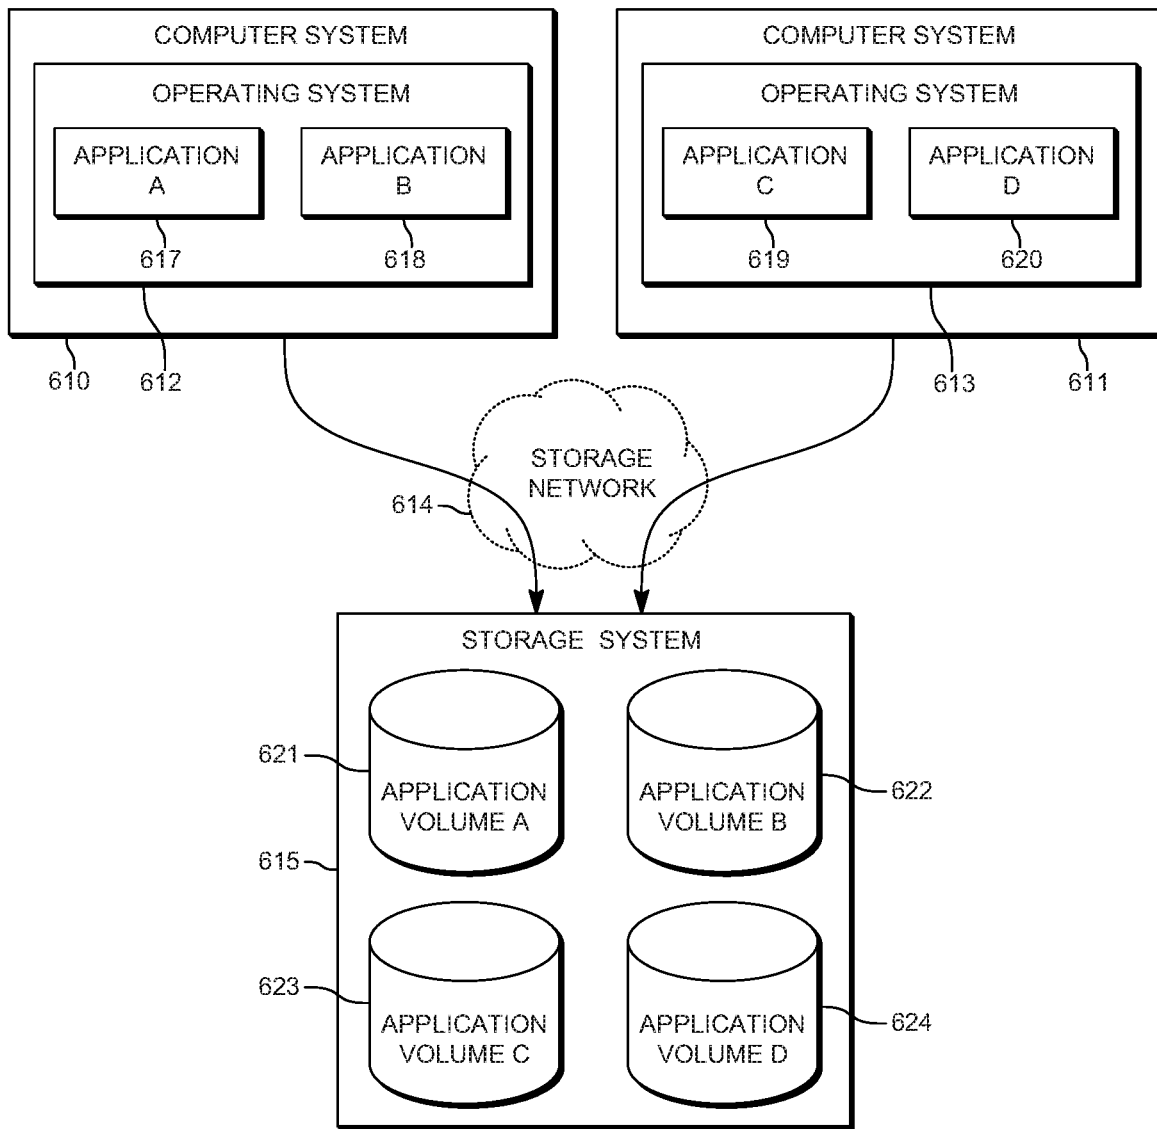 COMPUTER SYSTEM
OPERATING SYSTEM
APPLICATION
A
APPLICATION
B
617
618
610
612
COMPUTER SYSTEM
OPERATING SYSTEM
APPLICATION
C
APPLICATION
D
619
620
613
611
STORAGE
NETWORK
614
STORAGE SYSTEM
621
APPLICATION
VOLUME A
APPLICATION
VOLUME B
622
615
623
APPLICATION
VOLUME C
APPLICATION
VOLUME D
624